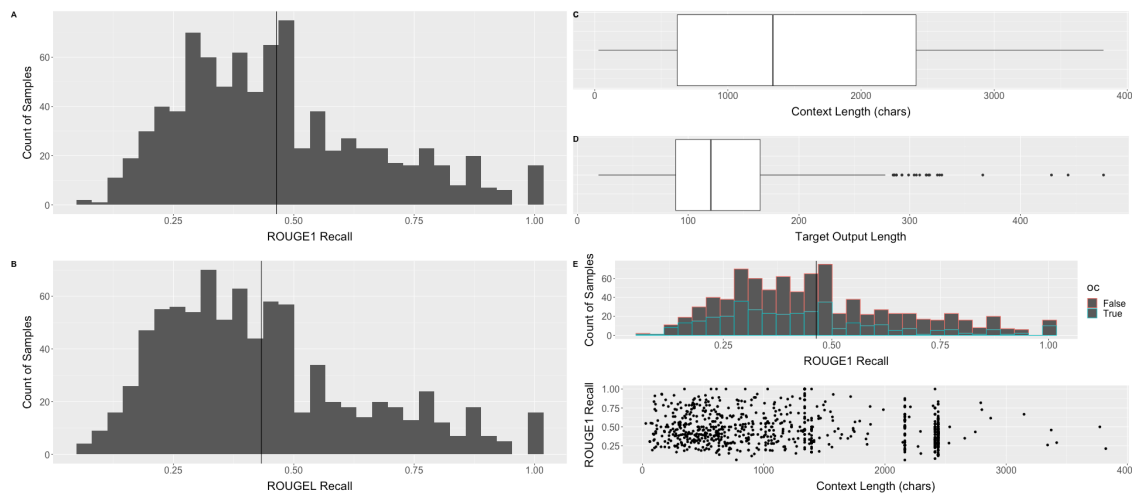 A
Count of Samples
60
40
20
0
0.25 0.50 0.75 1.00
ROUGE1 Recall
B
Count of Samples
60
40
20
0
0.25 0.50 0.75 1.00
ROUGEL Recall
C
0 1000 2000 3000 400
Context Length (chars)
D
0 100 200 300 400
Target Output Length
E
Count of Samples
60
40
20
0
0.25 0.50 0.75 1.00
ROUGE1 Recall
oc
False
True
ROUGE1 Recall
1.00
0.75
0.50
0.25
0 1000 2000 3000 400
Context Length (chars)